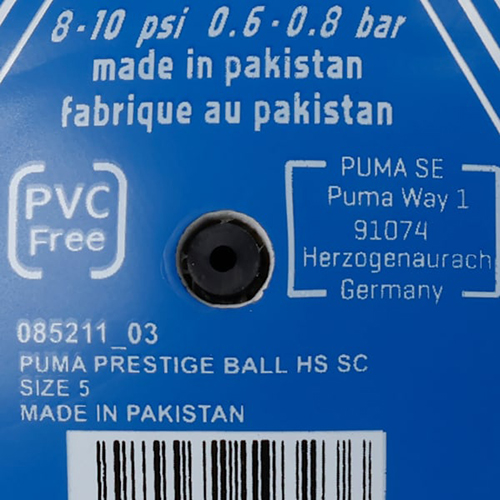 8-10 psi 0.6-0.8 bar
made in pakistan
fabrique au pakistan
PVC
Free
PUMA SE
Puma Way 1
91074
Herzogenaurach
Germany
085211_03
PUMA PRESTIGE BALL HS SC
SIZE 5
MADE IN PAKISTAN